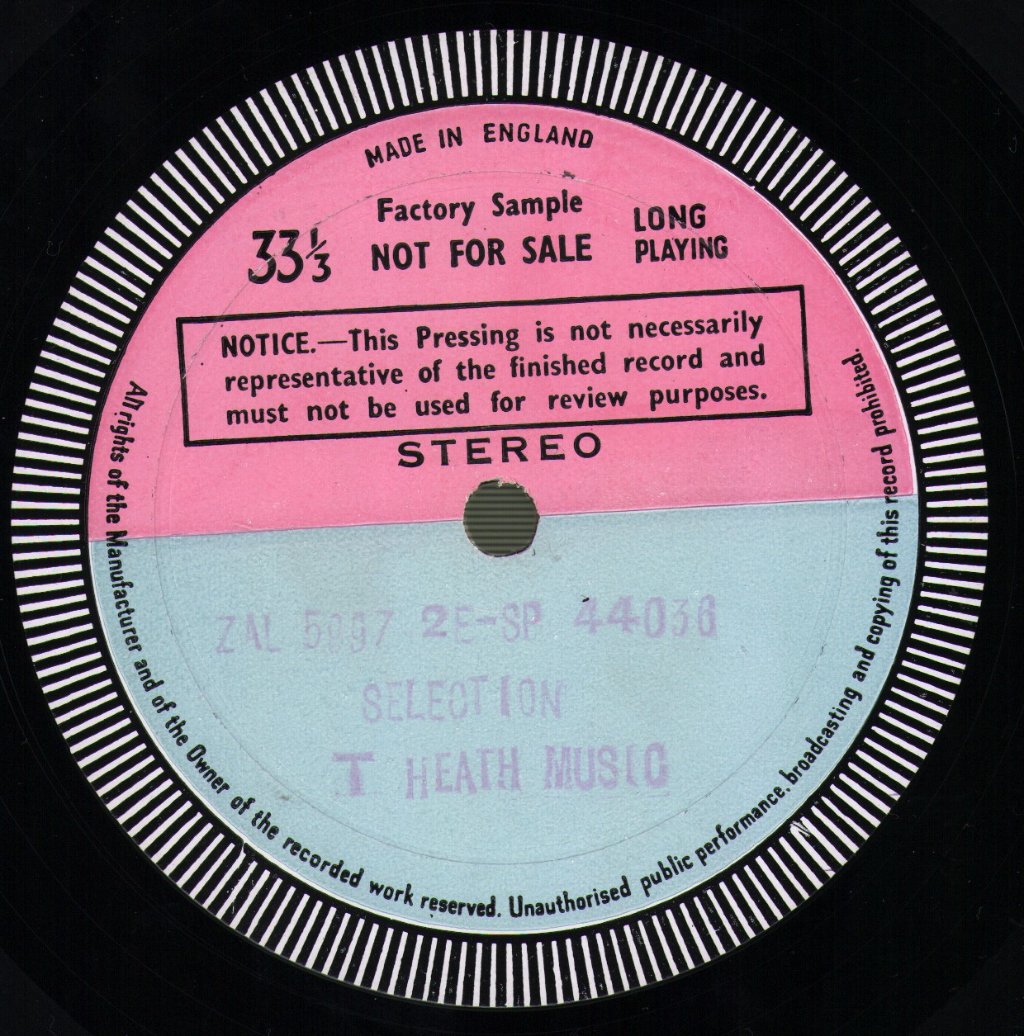 MADE IN ENGLAND
Factory Sample
NOT FOR SALE
33⅓
LONG
PLAYING
NOTICE.—This Pressing is not necessarily
representative of the finished record and
must not be used for review purposes.
STEREO
ZAL 5997 2E-SP 44036
SELECTION
T HEATH MUSIC
All rights of the Manufacturer and of the Owner of the recorded work reserved. Unauthorised public performance, broadcasting and copying of this record prohibited.